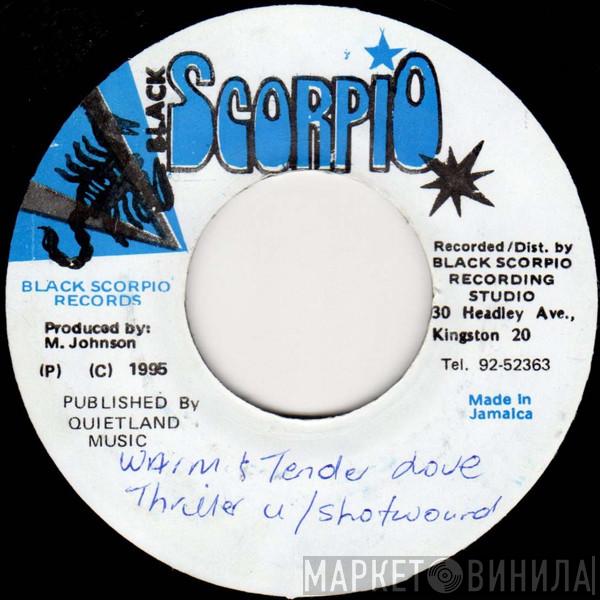 BLACK
SCORPIO
BLACK SCORPIO
RECORDS
Produced by:
M. Johnson
(P) (C) 1995
PUBLISHED By
QUIETLAND
MUSIC
Recorded/Dist. by
BLACK SCORPIO
RECORDING
STUDIO
30 Headley Ave.,
Kingston 20
Tel. 92-52363
Made In
Jamaica
WArM & Tender Love
Thriller U/Shotwound
МАРКЕТ ВИНИЛА